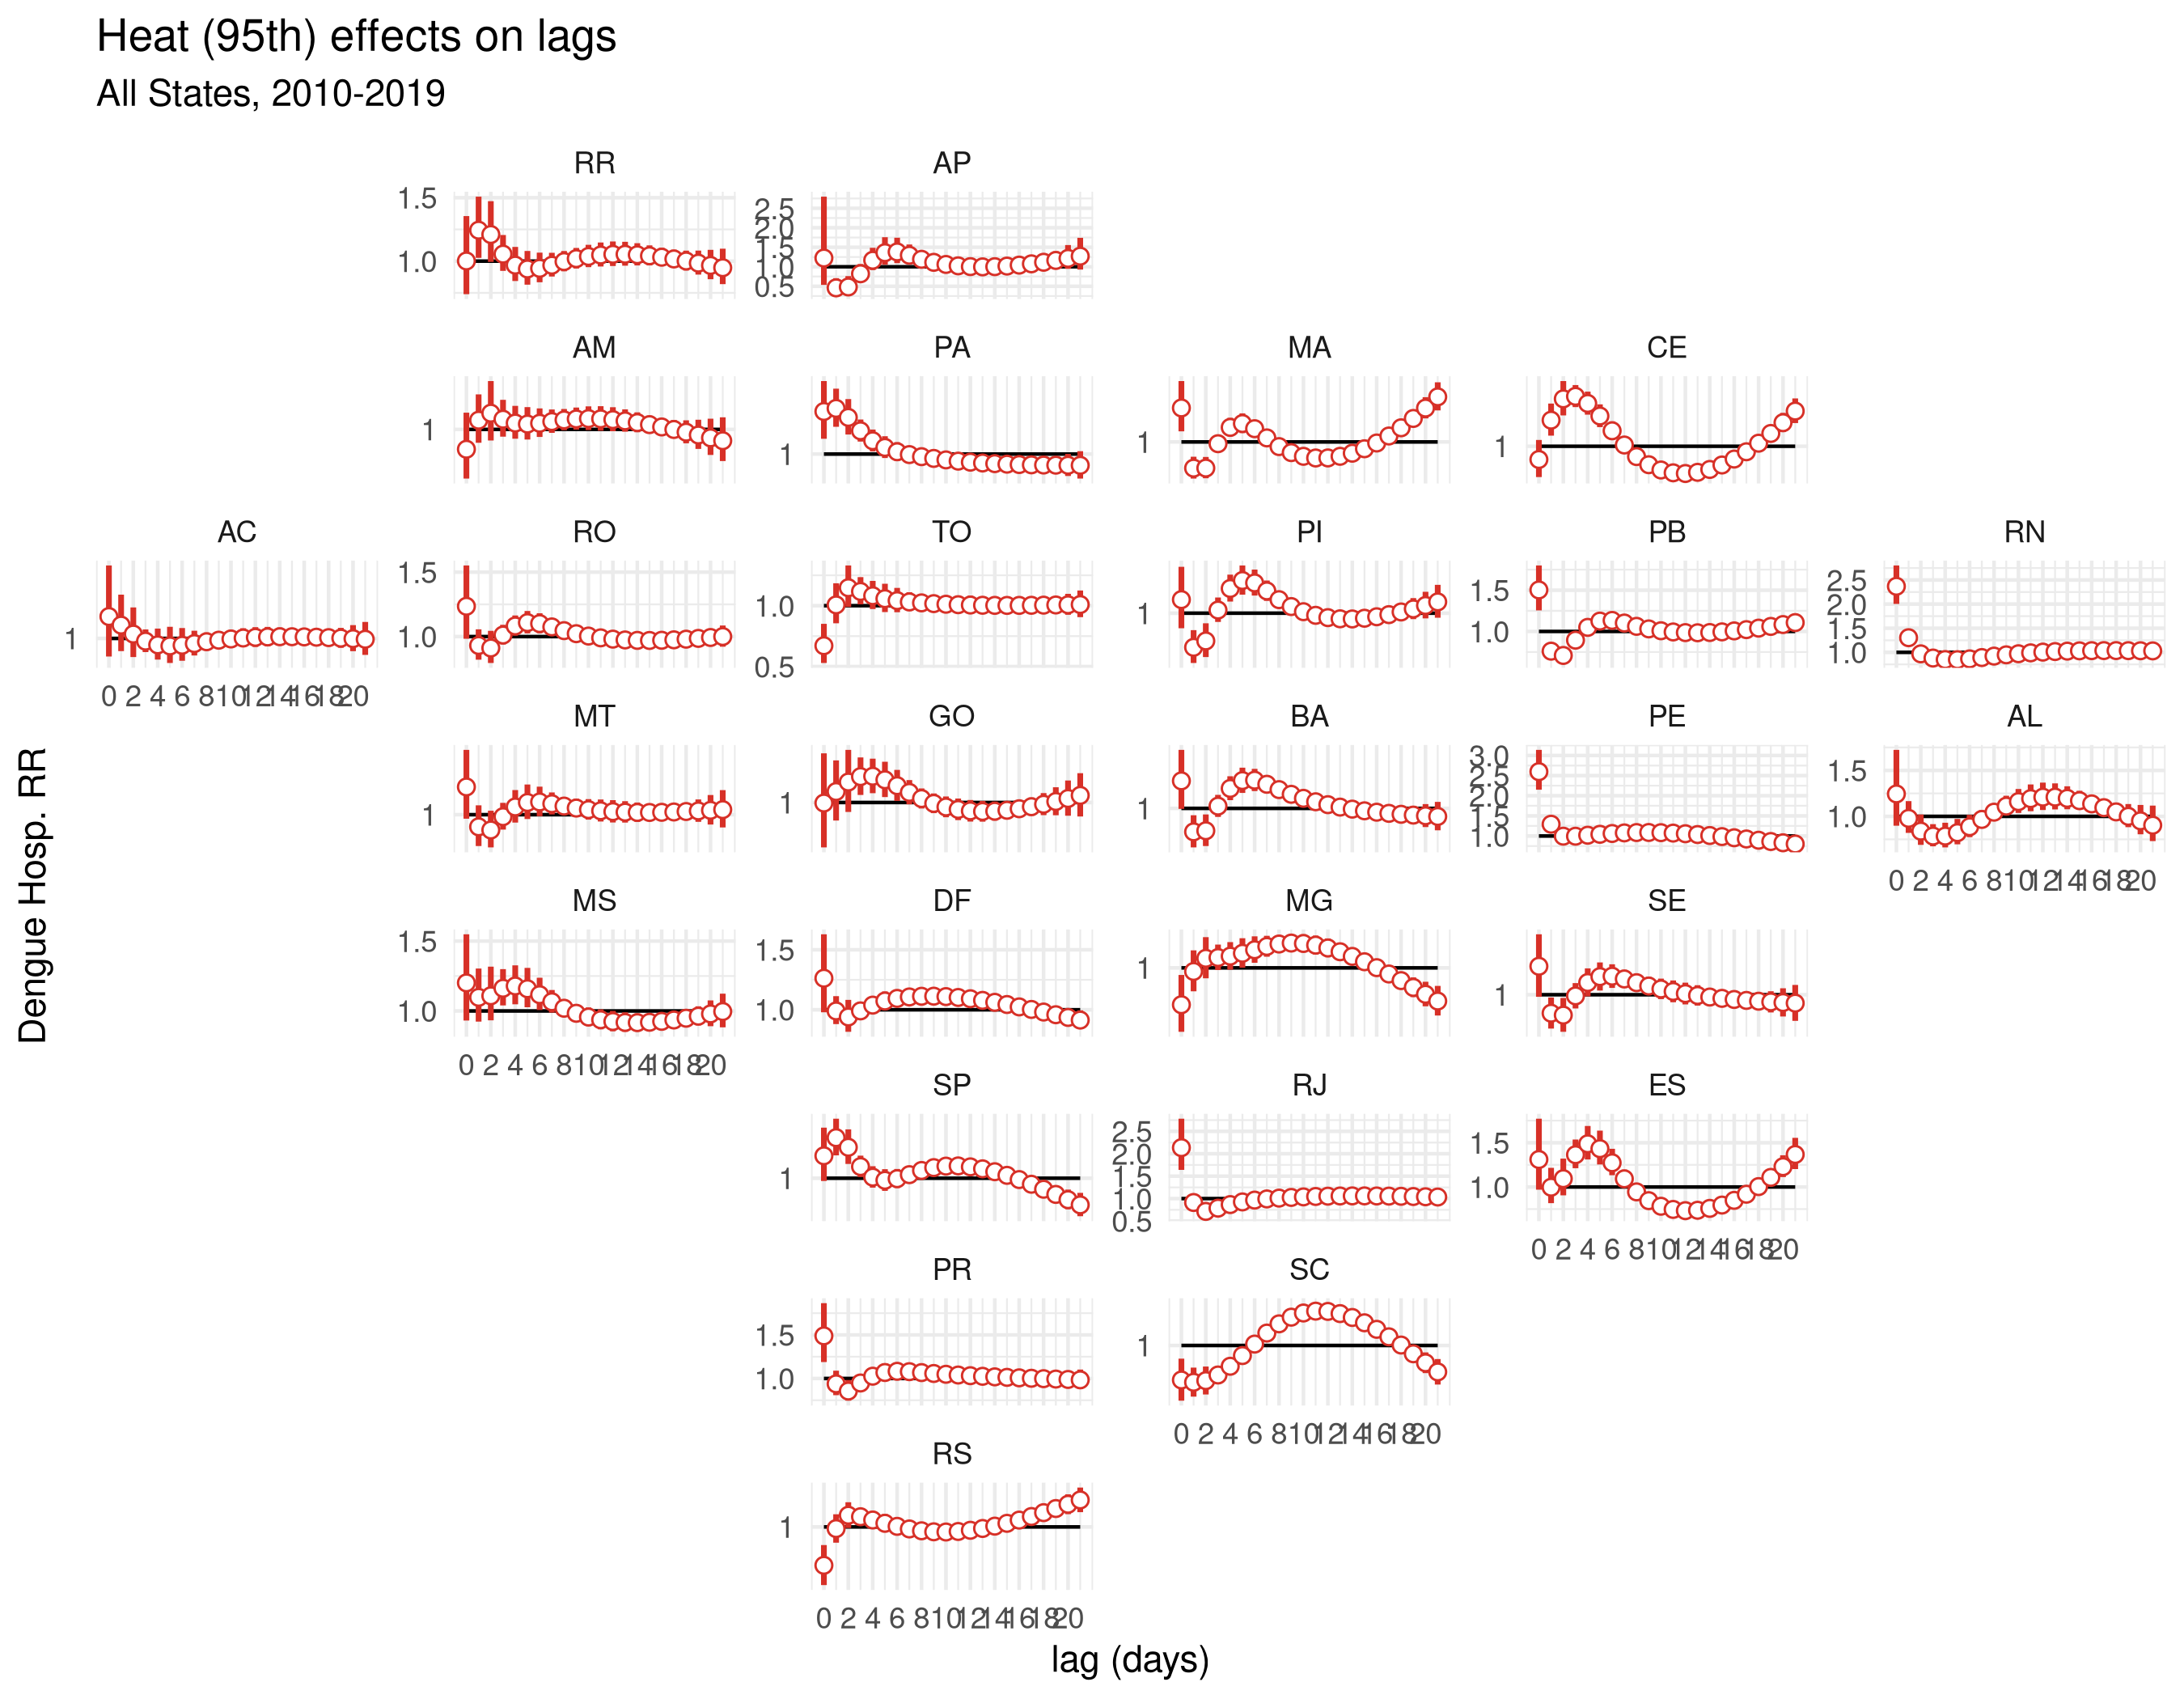 Heat (95th) effects on lags
All States, 2010-2019
RR
AP
1.5
1.0
2.5
2.0
1.5
1.0
0.5
AM
PA
MA
CE
1
1
1
1
AC
RO
TO
PI
PB
RN
1
1.5
1.0
1.0
0.5
1
1.5
1.0
2.5
2.0
1.5
1.0
0 2 4 6 8 10 12 14 16 18 20
MT
GO
BA
PE
AL
1
1
1
3.0
2.5
2.0
1.5
1.0
1.5
1.0
0 2 4 6 8 10 12 14 16 18 20
MS
DF
MG
SE
1.5
1.0
1.5
1.0
1
1
0 2 4 6 8 10 12 14 16 18 20
SP
RJ
ES
1
2.5
2.0
1.5
1.0
0.5
1.5
1.0
0 2 4 6 8 10 12 14 16 18 20
PR
SC
1.5
1.0
1
0 2 4 6 8 10 12 14 16 18 20
RS
1
0 2 4 6 8 10 12 14 16 18 20
lag (days)
Dengue Hosp. RR